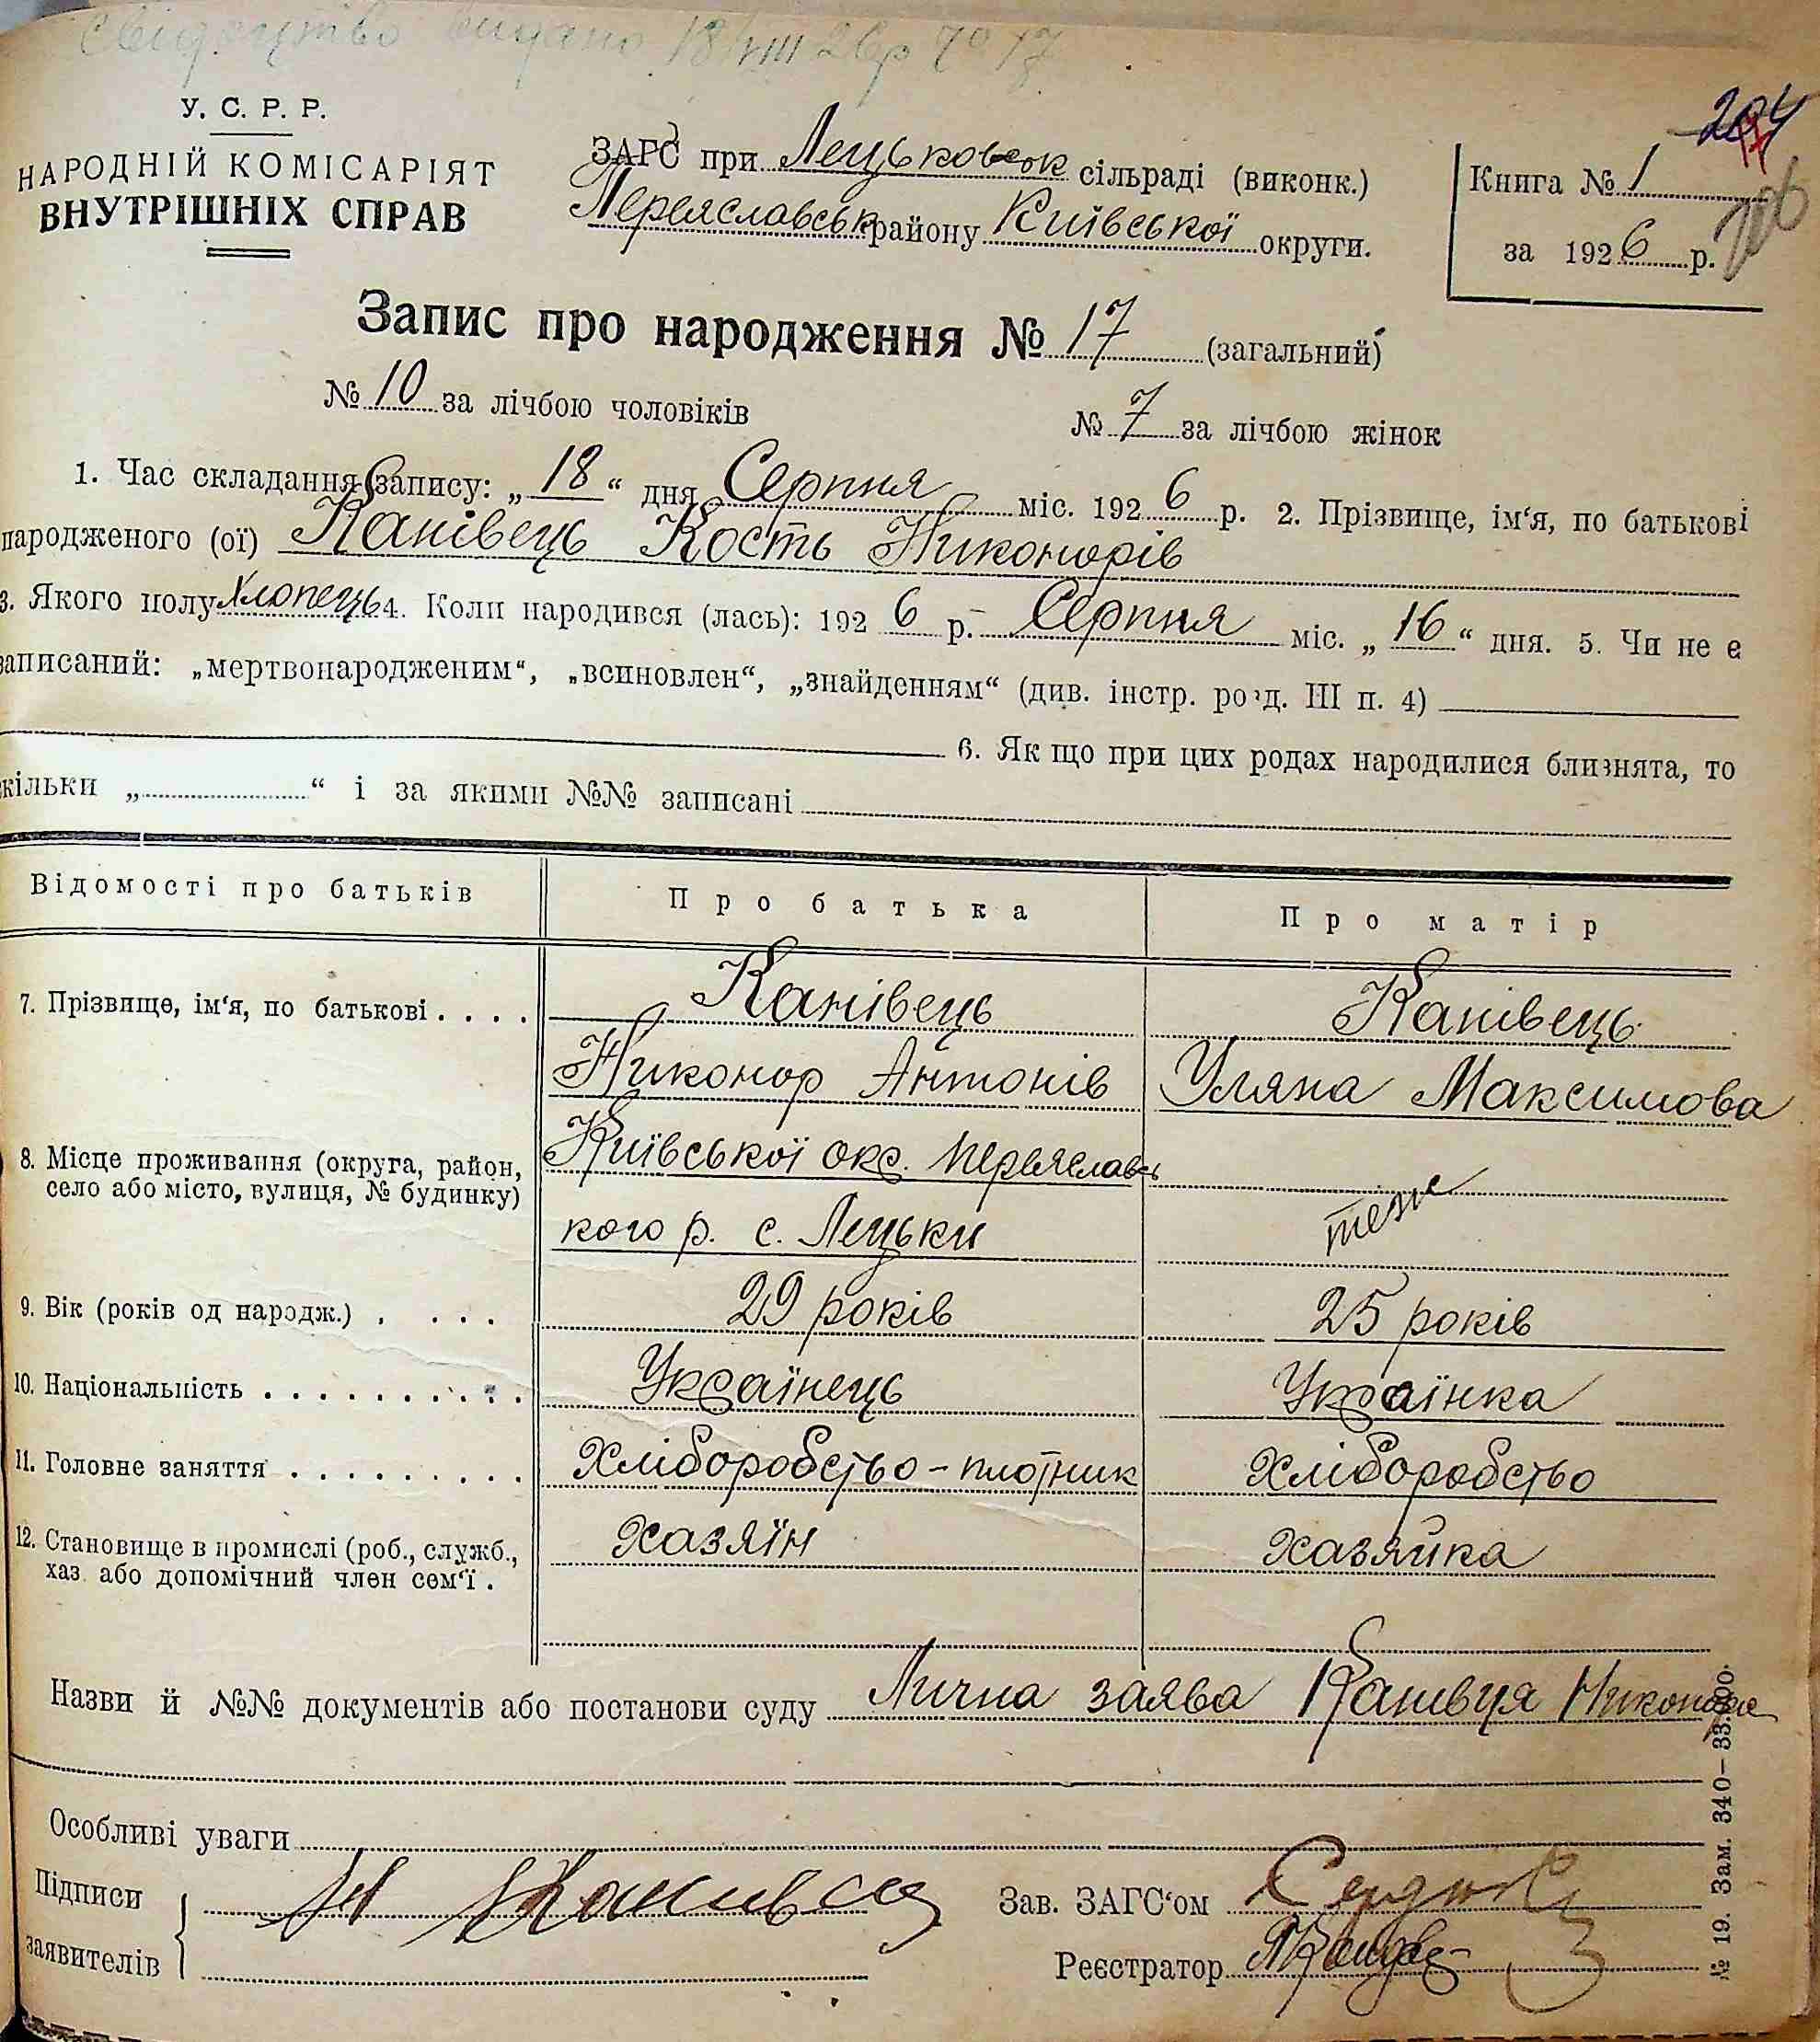 Свідоцтво видано 18/VIII 26р № 17
204
У. С. Р. Р.
НАРОДНІЙ КОМІСАРІЯТ
ВНУТРІШНІХ СПРАВ
ЗАГС при Лецьковск сільраді (виконк.)
Переяславськ району Київської округи.
Книга № 1
за 1926 р.
106
Запис про народження № 17 (загальний)
№ 10 за лічбою чоловіків
№ 7 за лічбою жінок
1. Час складання запису: „18“ дня Серпня міс. 1926 р. 2. Прізвище, ім‘я, по батькові
народженого (ої) Канівець Кость Никонорів
3. Якого полу Хлопець 4. Коли народився (лась): 1926 р. Серпня міс. „16“ дня. 5. Чи не є
записаний: „мертвонародженим“, „всиновлен“, „знайденням“ (див. інстр. розд. III п. 4)
6. Як що при цих родах народилися близнята, то
скільки „ “ і за якими №№ записані
Відомості про батьків
Про батька
Про матір
7. Прізвище, ім‘я, по батькові . . . .
Канівець
Никонор Антонів
Канівець
Уляна Максимова
8. Місце проживання (округа, район,
село або місто, вулиця, № будинку)
Київської окр. Переяславсь
кого р. с. Лецьки
теж
9. Вік (років од народж.) . . . .
29 років
25 років
10. Національність . . . . . . . . . .
Українець
Українка
11. Головне заняття . . . . . . . . .
Хліборобство - плотник
Хліборобство
12. Становище в промислі (роб., служб.,
хаз. або допомічний член сем‘ї .
Хазяїн
Хазяйка
Назви й №№ документів або постанови суду Лична заява Канівця Никонора
Особливі уваги
Підписи
заявителів
Н Канивец
Зав. ЗАГС‘ом
Реєстратор
№ 19. Зам. 340—33.000.